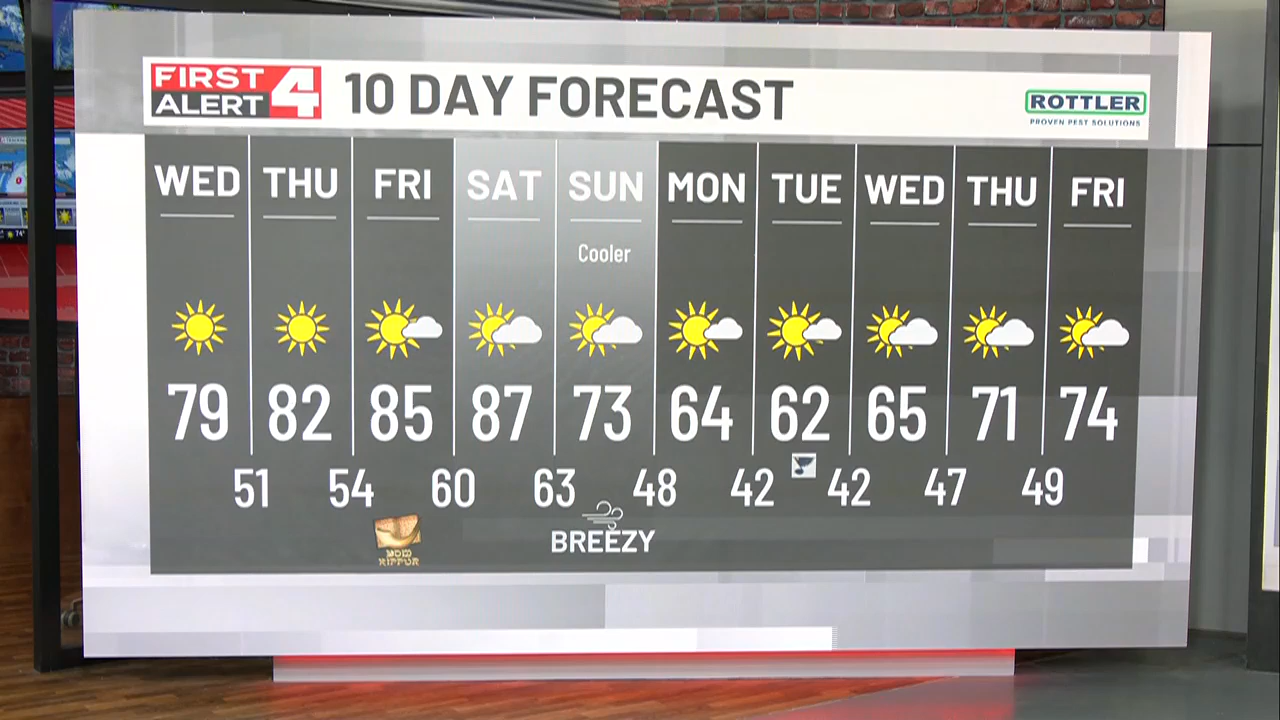 FIRST
ALERT 4
10 DAY FORECAST
ROTTLER
PROVEN PEST SOLUTIONS
WED THU FRI SAT SUN MON TUE WED THU FRI
Cooler
79 82 85 87 73 64 62 65 71 74
51 54 60 63 48 42 42 47 49
BREEZY
YOM
KIPPUR